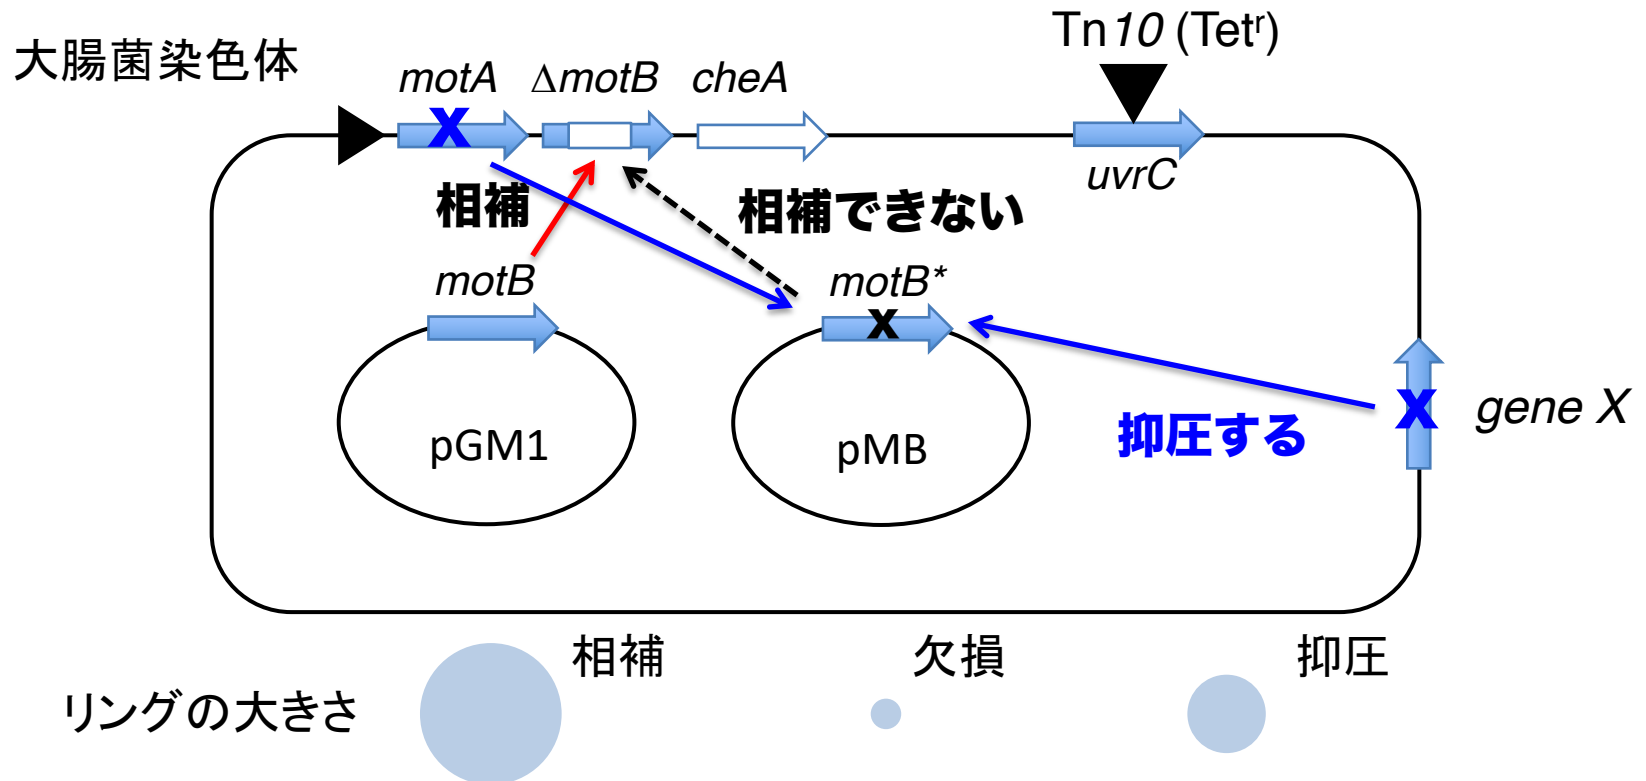 Tn10 (Tetʳ)
大腸菌染色体
motA ΔmotB cheA
X
uvrC
相補
相補できない
motB
motB*
x
gene X
X
抑圧する
pGM1
pMB
相補 欠損 抑圧
リングの大きさ